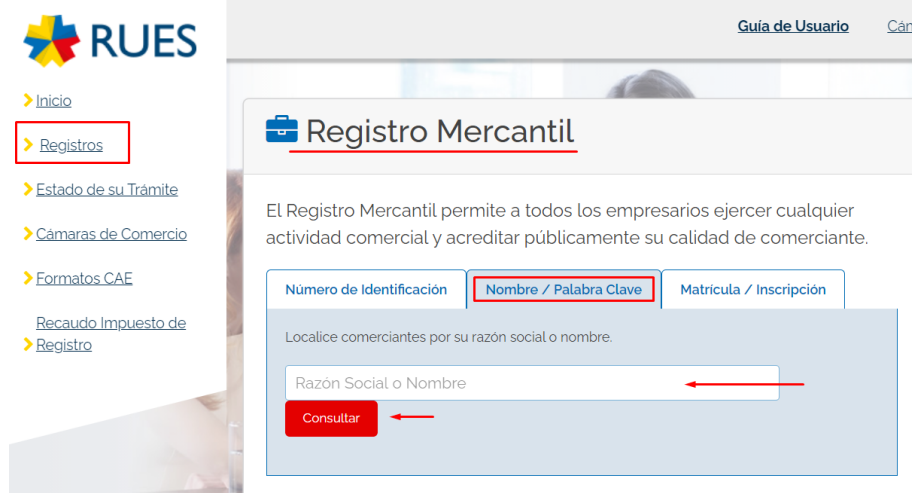 RUES
Guía de Usuario
Inicio
Registros
Estado de su Trámite
Cámaras de Comercio
Formatos CAE
Recaudo Impuesto de
Registro
Registro Mercantil
El Registro Mercantil permite a todos los empresarios ejercer cualquier
actividad comercial y acreditar públicamente su calidad de comerciante.
Número de Identificación
Nombre / Palabra Clave
Matrícula / Inscripción
Localice comerciantes por su razón social o nombre.
Razón Social o Nombre
Consultar